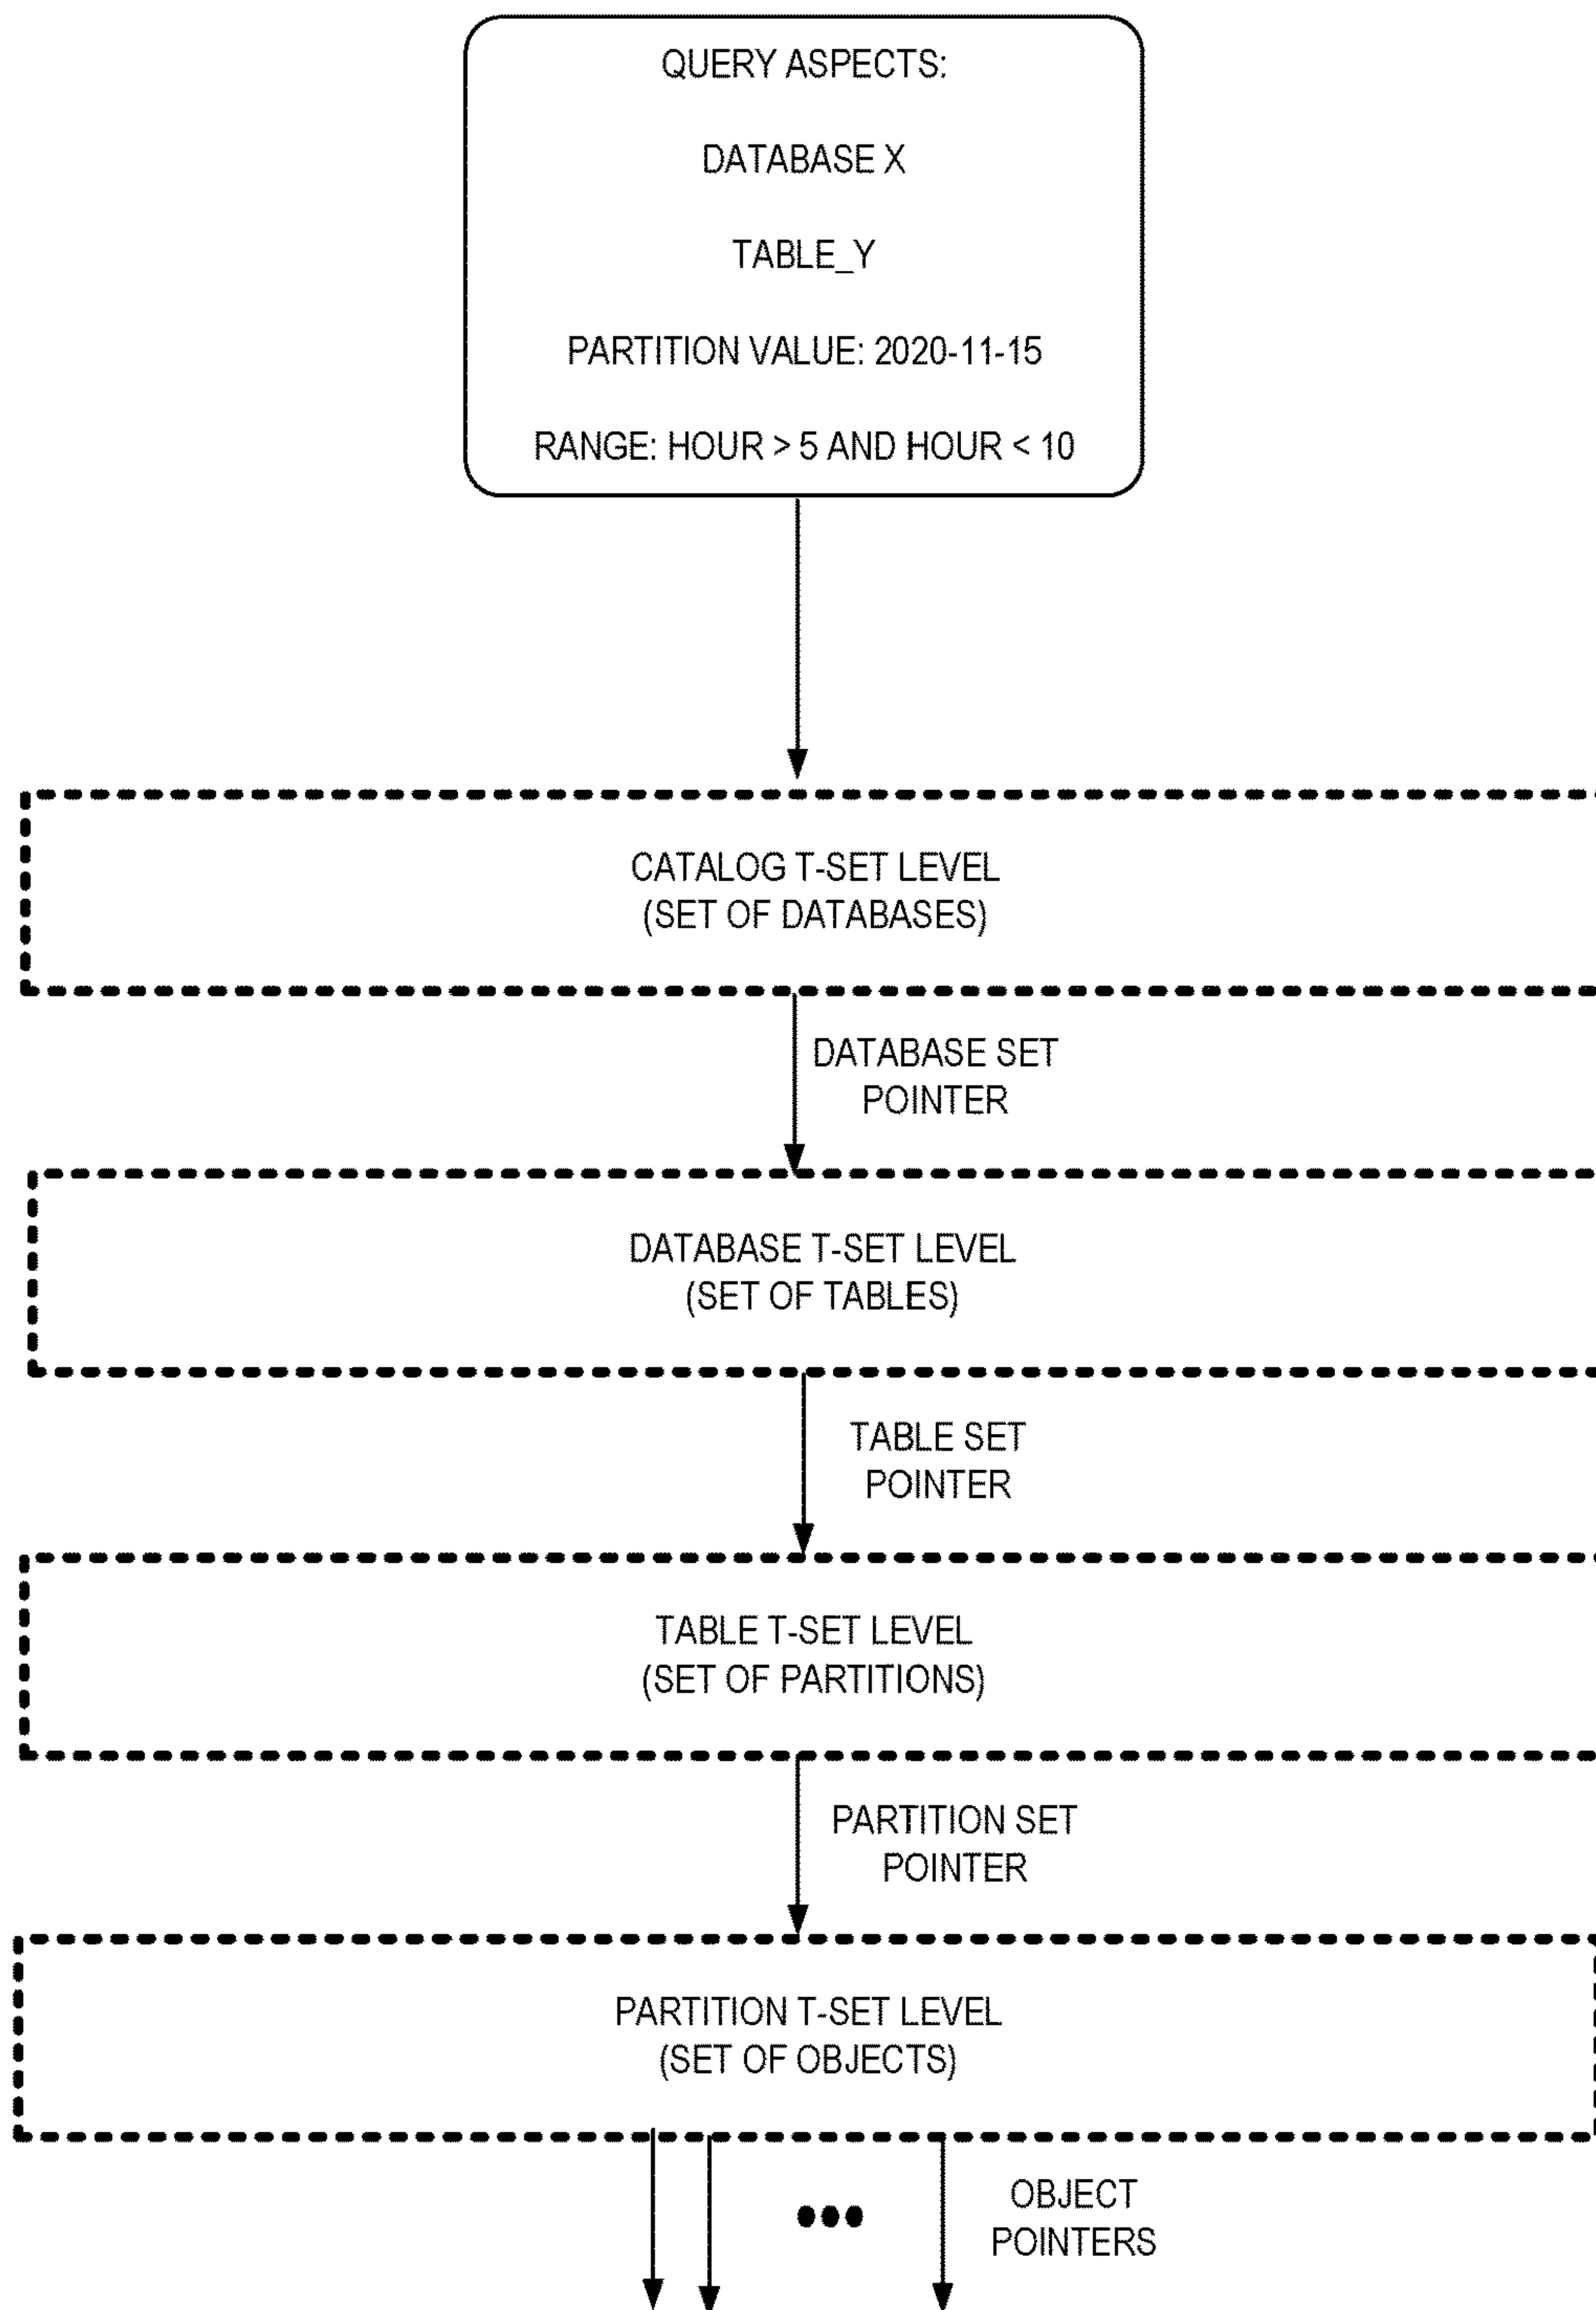 QUERY ASPECTS:
DATABASE X
TABLE_Y
PARTITION VALUE: 2020-11-15
RANGE: HOUR > 5 AND HOUR < 10
CATALOG T-SET LEVEL
(SET OF DATABASES)
DATABASE SET
POINTER
DATABASE T-SET LEVEL
(SET OF TABLES)
TABLE SET
POINTER
TABLE T-SET LEVEL
(SET OF PARTITIONS)
PARTITION SET
POINTER
PARTITION T-SET LEVEL
(SET OF OBJECTS)
OBJECT
POINTERS